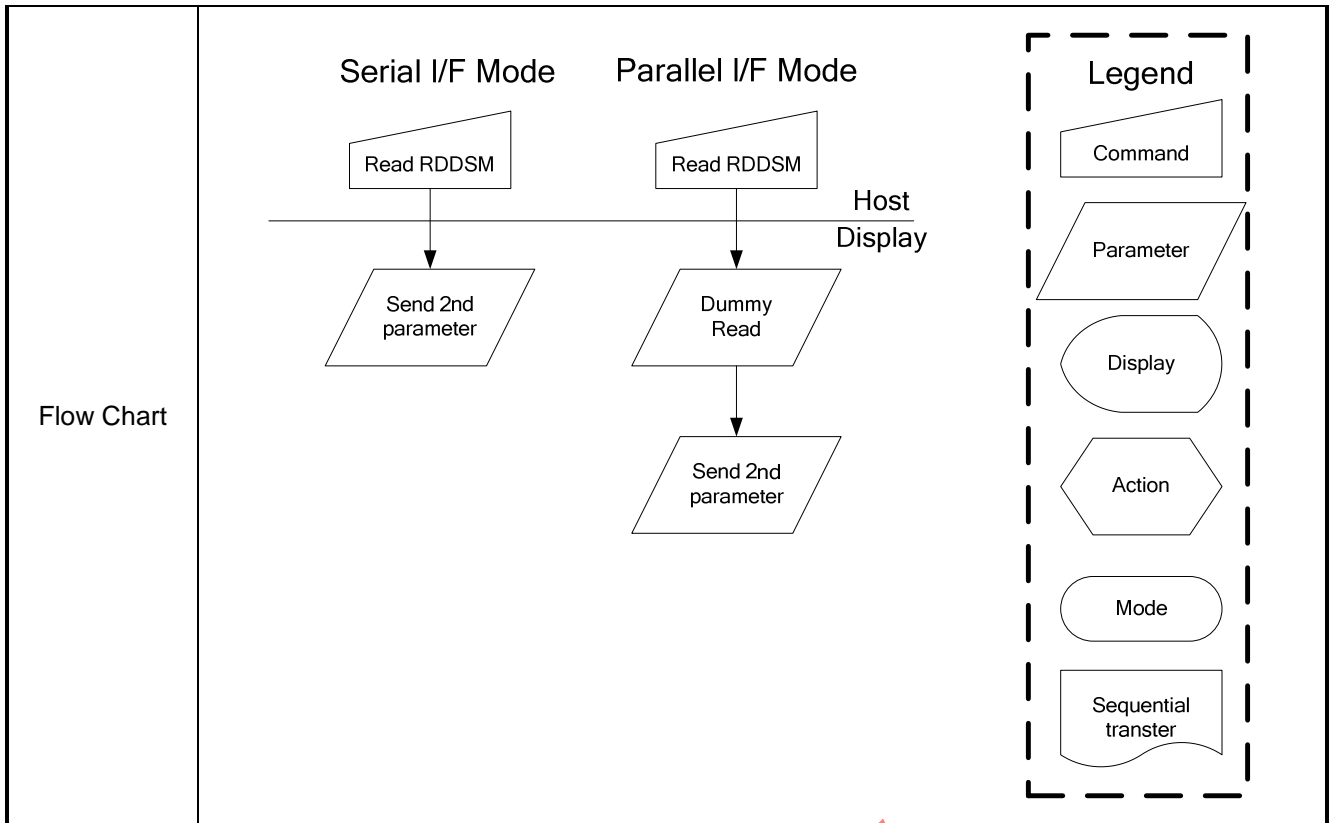 Flow Chart
Serial I/F Mode
Read RDDSM
Send 2nd
parameter
Parallel I/F Mode
Read RDDSM
Host
Display
Dummy
Read
Send 2nd
parameter
Legend
Command
Parameter
Display
Action
Mode
Sequential
transter